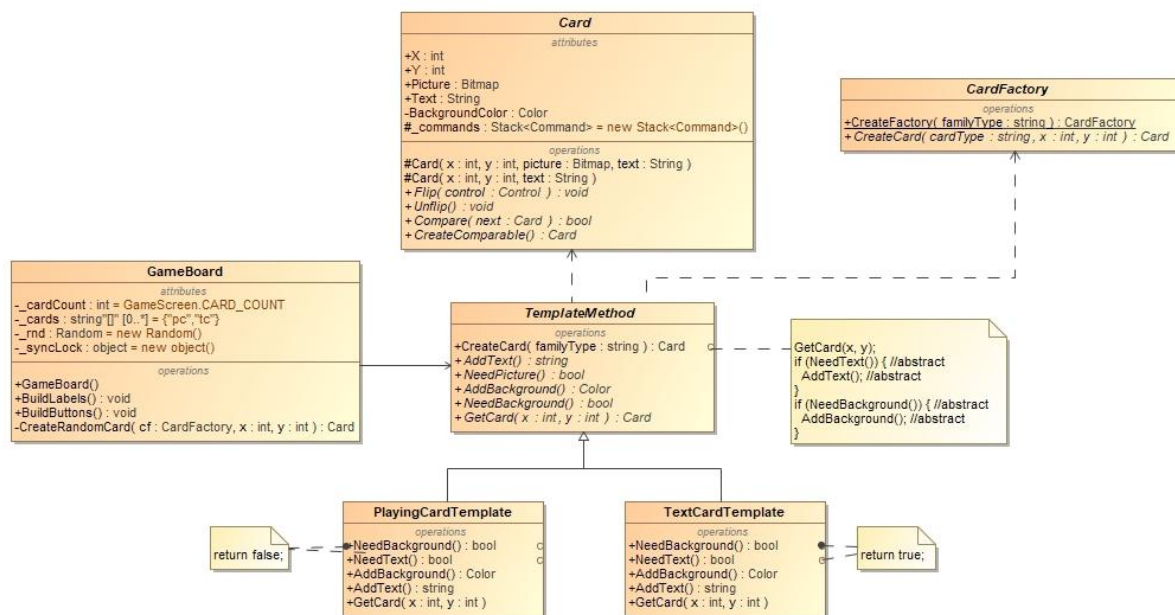 Card
attributes
+X : int
+Y : int
+Picture : Bitmap
+Text : String
-BackgroundColor : Color
#_commands : Stack<Command> = new Stack<Command>()
operations
#Card( x : int, y : int, picture : Bitmap, text : String )
#Card( x : int, y : int, text : String )
+Flip( control : Control ) : void
+Unflip() : void
+Compare( next : Card ) : bool
+CreateComparable() : Card
CardFactory
operations
+CreateFactory( familyType : string ) : CardFactory
+CreateCard( cardType : string, x : int, y : int ) : Card
GameBoard
attributes
-_cardCount : int = GameScreen.CARD_COUNT
-_cards : string"[]" [0..*] = {"pc","tc"}
-_rnd : Random = new Random()
-_syncLock : object = new object()
operations
+GameBoard()
+BuildLabels() : void
+BuildButtons() : void
-CreateRandomCard( cf : CardFactory, x : int, y : int ) : Card
TemplateMethod
operations
+CreateCard( familyType : string ) : Card
+AddText() : string
+NeedPicture() : bool
+AddBackground() : Color
+NeedBackground() : bool
+GetCard( x : int, y : int ) : Card
GetCard(x, y);
if (NeedText()) { //abstract
AddText(); //abstract
}
if (NeedBackground()) { //abstract
AddBackground(); //abstract
}
PlayingCardTemplate
operations
+NeedBackground() : bool
+NeedText() : bool
+AddBackground() : Color
+AddText() : string
+GetCard( x : int, y : int )
return false;
TextCardTemplate
operations
+NeedBackground() : bool
+NeedText() : bool
+AddBackground() : Color
+AddText() : string
+GetCard( x : int, y : int )
return true;